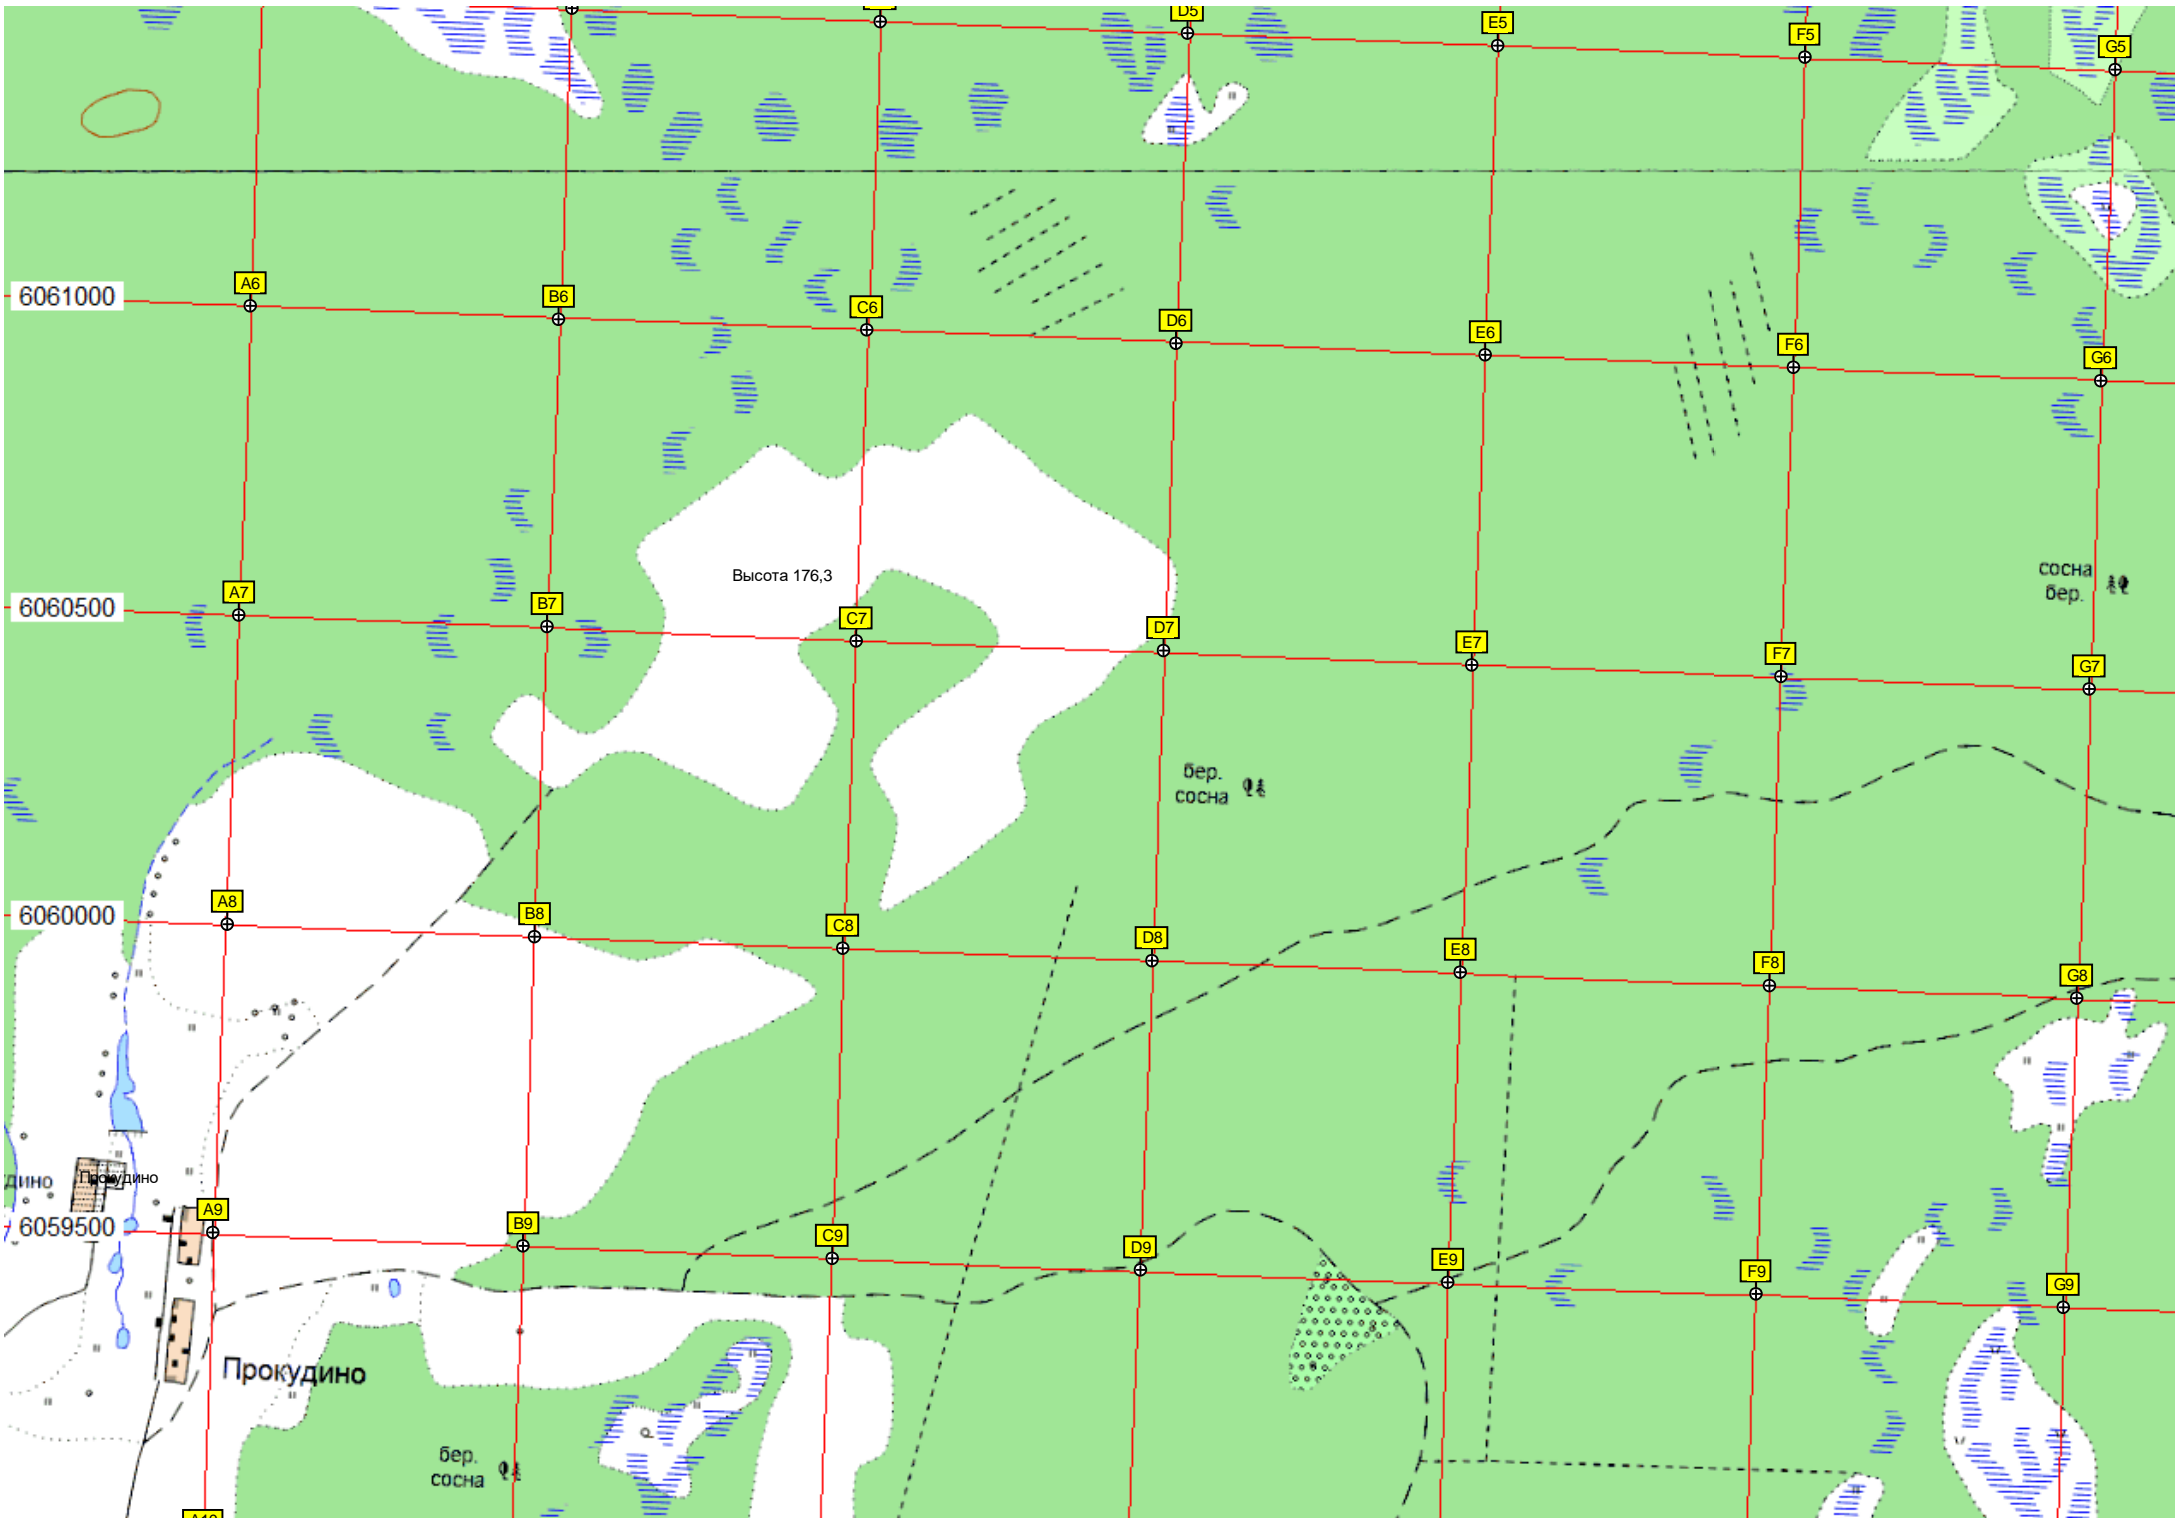 D5
E5
F5
G5
6061000
A6
B6
C6
D6
E6
F6
G6
Высота 176,3
сосна
бер.
6060500
A7
B7
C7
D7
E7
F7
G7
бер.
сосна
6060000
A8
B8
C8
D8
E8
F8
G8
Прокудино
6059500
A9
B9
C9
D9
E9
F9
G9
Прокудино
бер.
сосна
A10